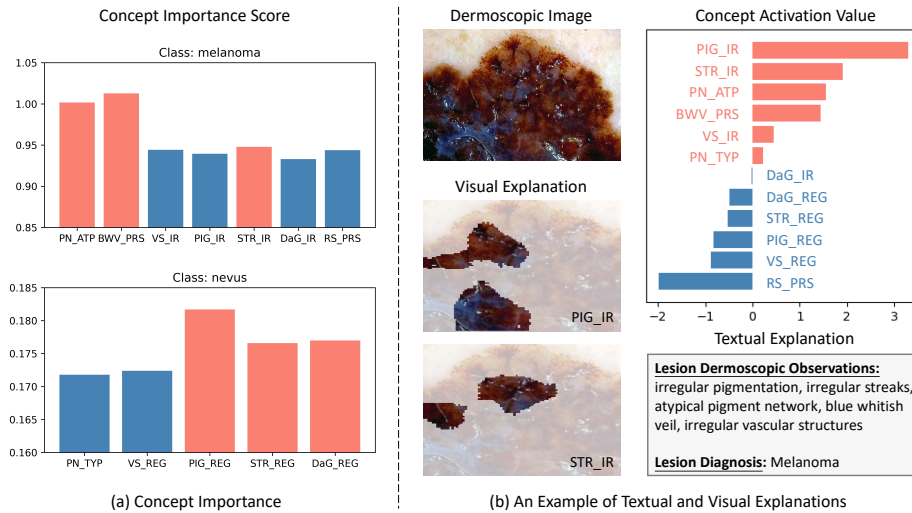 Concept Importance Score
Class: melanoma
1.05
1.00
0.95
0.90
0.85
PN_ATP BWV_PRS VS_IR PIG_IR STR_IR DaG_IR RS_PRS
Class: nevus
0.185
0.180
0.175
0.170
0.165
0.160
PN_TYP VS_REG PIG_REG STR_REG DaG_REG
(a) Concept Importance
Dermoscopic Image
Visual Explanation
PIG_IR
STR_IR
Concept Activation Value
PIG_IR
STR_IR
PN_ATP
BWV_PRS
VS_IR
PN_TYP
DaG_IR
DaG_REG
STR_REG
PIG_REG
VS_REG
RS_PRS
−2 −1 0 1 2 3
Textual Explanation
Lesion Dermoscopic Observations:
irregular pigmentation, irregular streaks,
atypical pigment network, blue whitish
veil, irregular vascular structures
Lesion Diagnosis: Melanoma
(b) An Example of Textual and Visual Explanations